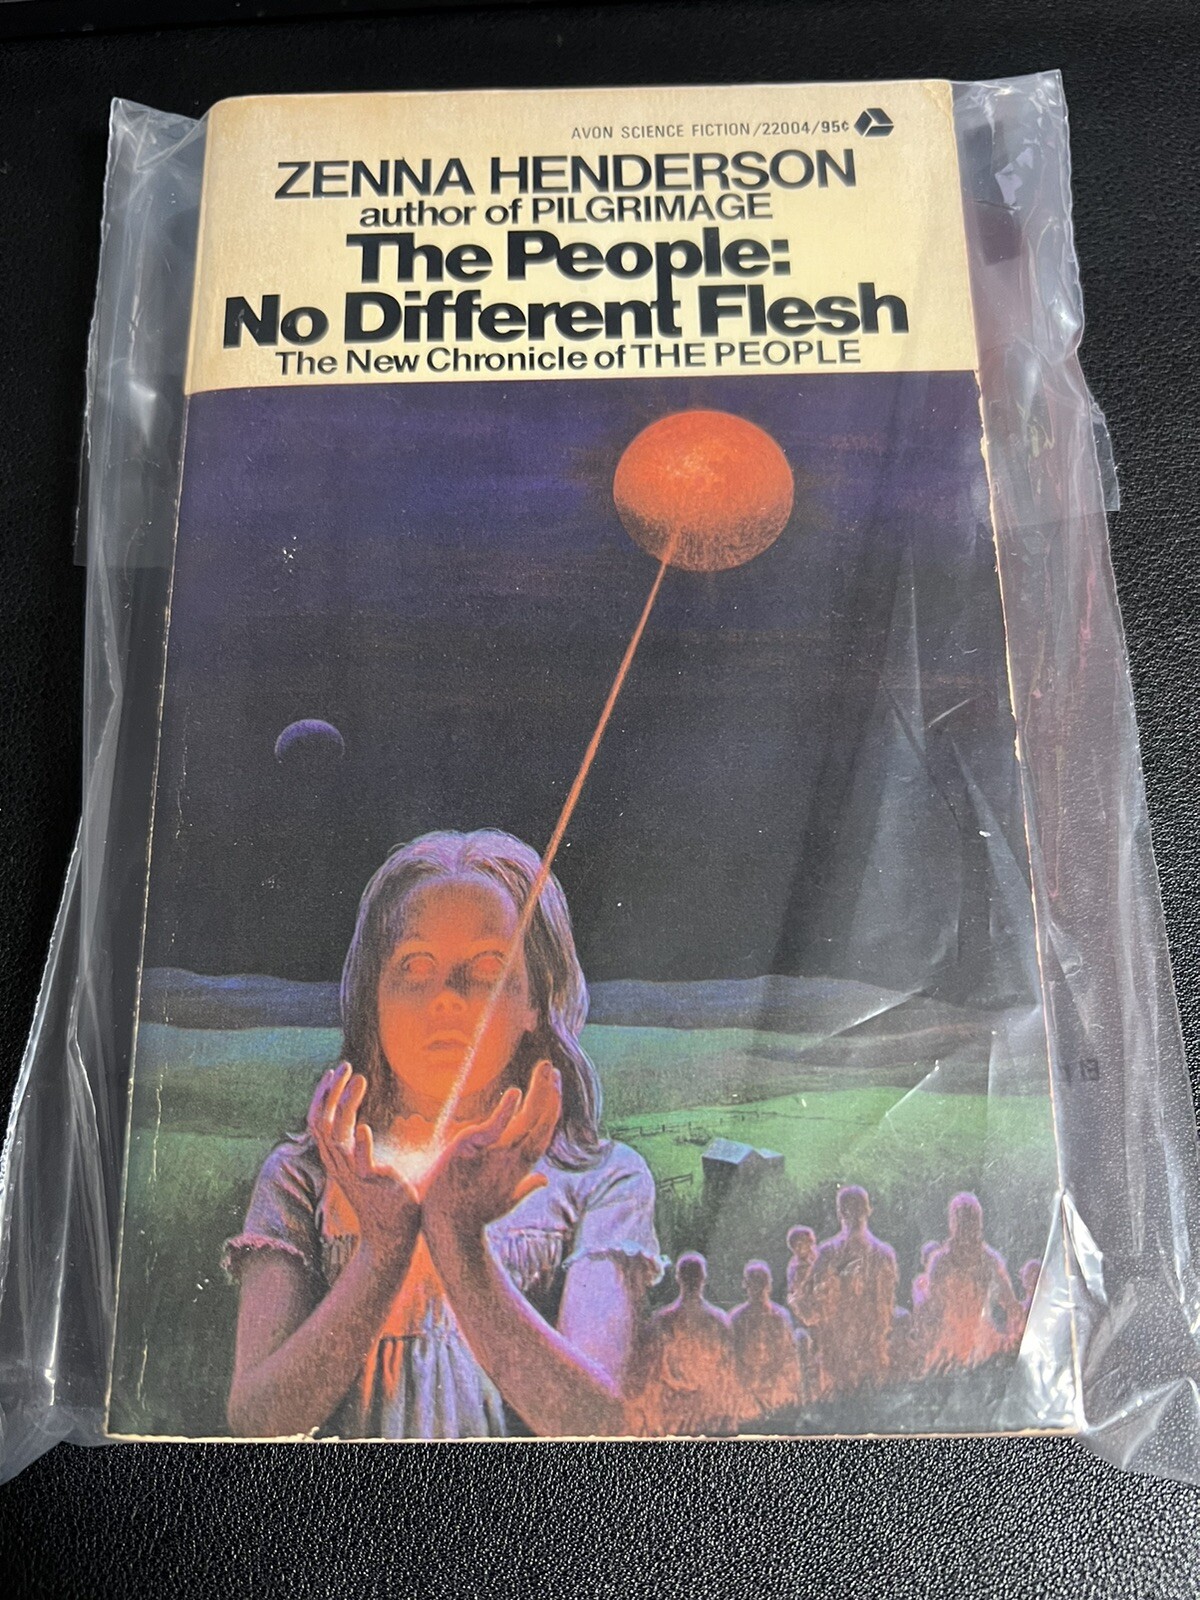 AVON SCIENCE FICTION/22004/95¢
ZENNA HENDERSON
author of PILGRIMAGE
The People:
No Different Flesh
The New Chronicle of THE PEOPLE